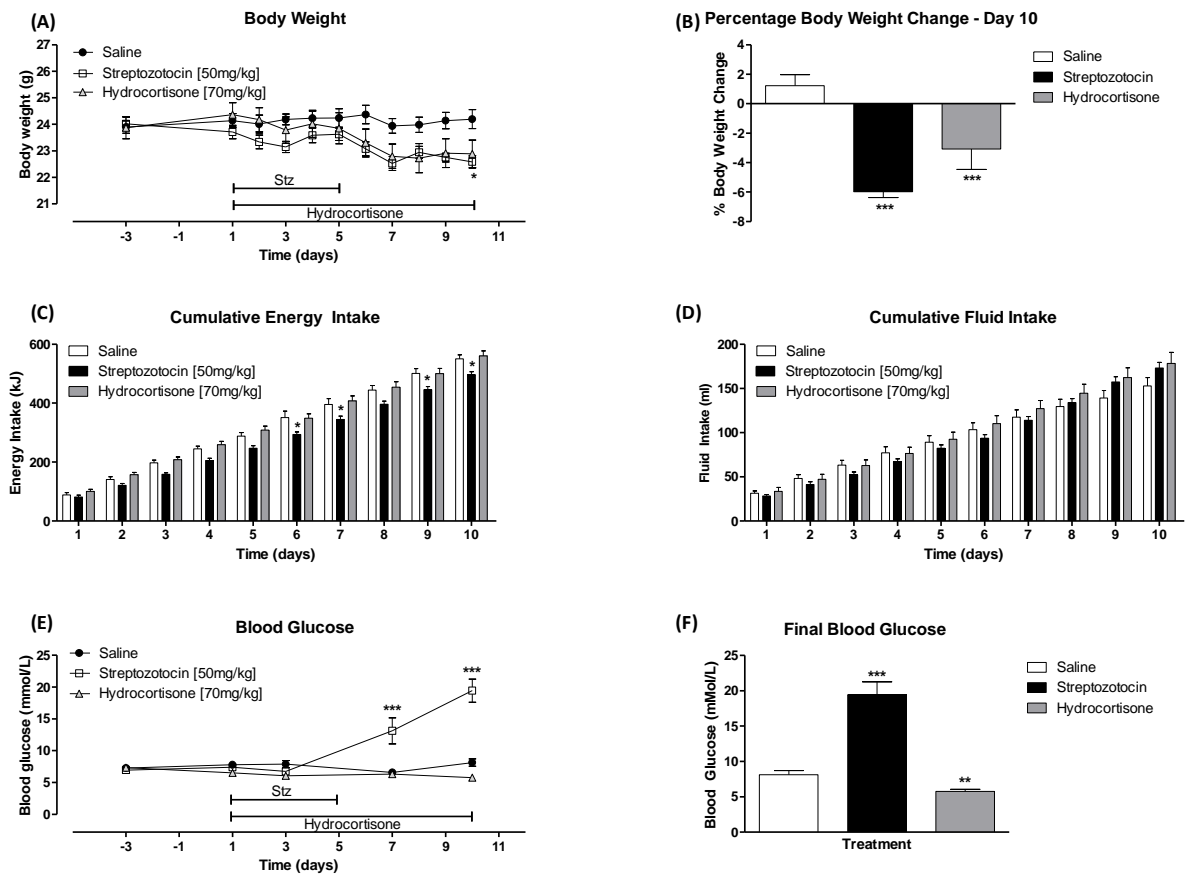 (A)
Body Weight
Body weight (g)
27
26
25
24
23
22
21
Saline
Streptozotocin [50mg/kg]
Hydrocortisone [70mg/kg]
*
Stz
Hydrocortisone
-3 -1 1 3 5 7 9 11
Time (days)
(B) Percentage Body Weight Change - Day 10
% Body Weight Change
4
2
0
-2
-4
-6
-8
***
***
Saline
Streptozotocin
Hydrocortisone
(C)
Cumulative Energy Intake
Energy Intake (kJ)
600
400
200
0
Saline
Streptozotocin [50mg/kg]
Hydrocortisone [70mg/kg]
* * * *
1 2 3 4 5 6 7 8 9 10
Time (days)
(D)
Cumulative Fluid Intake
Fluid Intake (ml)
200
150
100
50
0
Saline
Streptozotocin [50mg/kg]
Hydrocortisone [70mg/kg]
1 2 3 4 5 6 7 8 9 10
Time (days)
(E)
Blood Glucose
Blood glucose (mmol/L)
25
20
15
10
5
0
Saline
Streptozotocin [50mg/kg]
Hydrocortisone [70mg/kg]
***
***
Stz
Hydrocortisone
-3 -1 1 3 5 7 9 11
Time (days)
(F)
Final Blood Glucose
Blood Glucose (mMol/L)
25
20
15
10
5
0
***
**
Treatment
Saline
Streptozotocin
Hydrocortisone